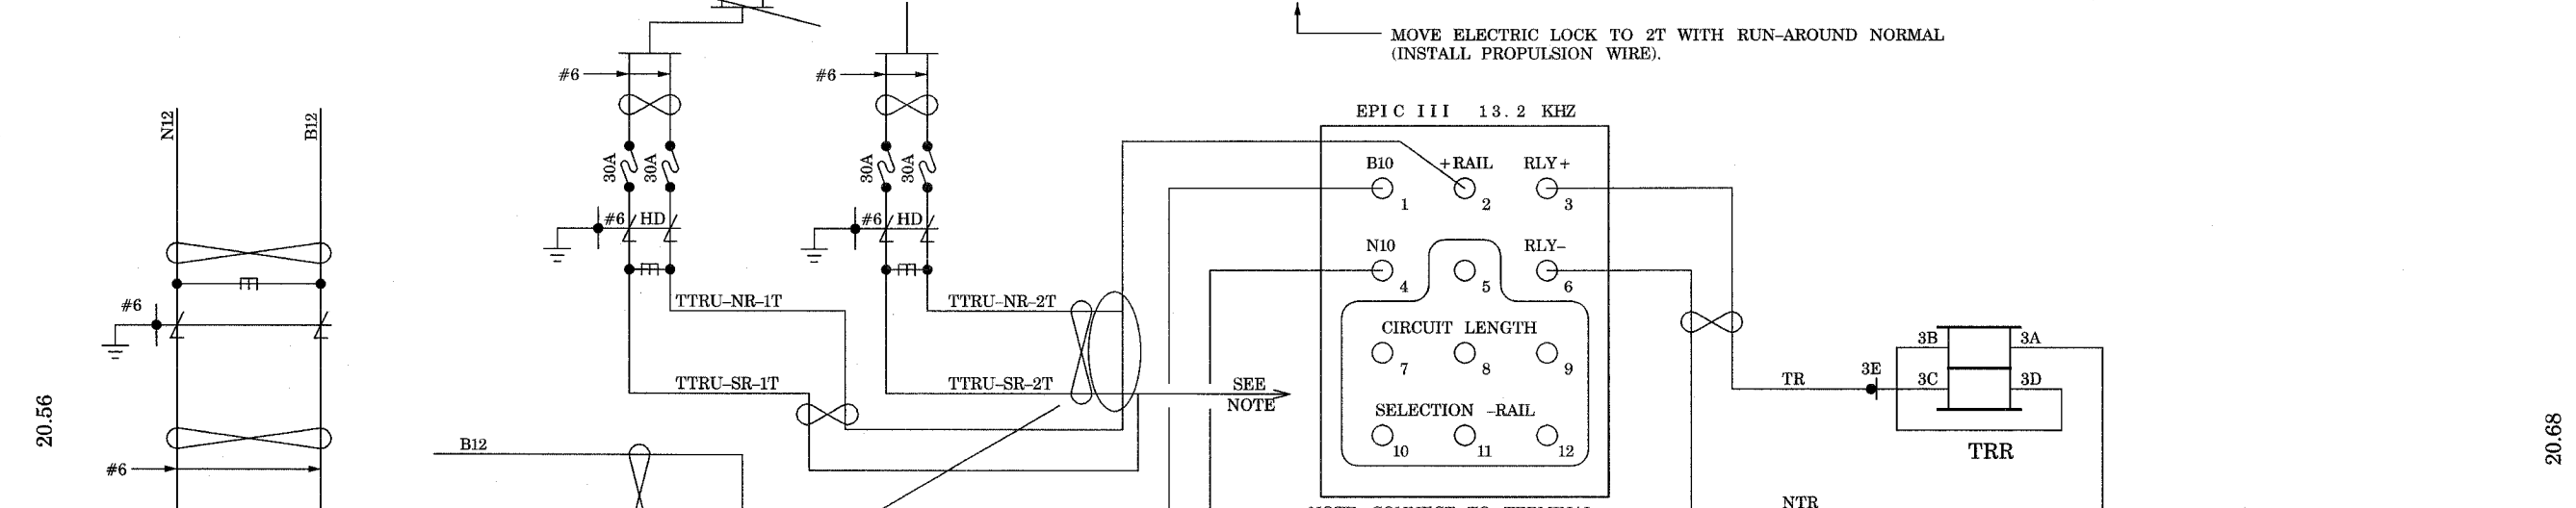 MOVE ELECTRIC LOCK TO 2T WITH RUN-AROUND NORMAL
(INSTALL PROPULSION WIRE).
#6
#6
EPIC III 13.2 KHZ
N12
B12
30A
30A
30A
30A
B10
+RAIL
RLY+
1
2
3
#6 HD
#6 HD
N10
RLY-
4
5
6
TTRU-NR-1T
TTRU-NR-2T
#6
CIRCUIT LENGTH
7
8
9
3B
3A
TTRU-SR-1T
TTRU-SR-2T
SEE
NOTE
TR
3E
3C
3D
SELECTION -RAIL
10
11
12
TRR
20.56
20.68
B12
#6
NTR